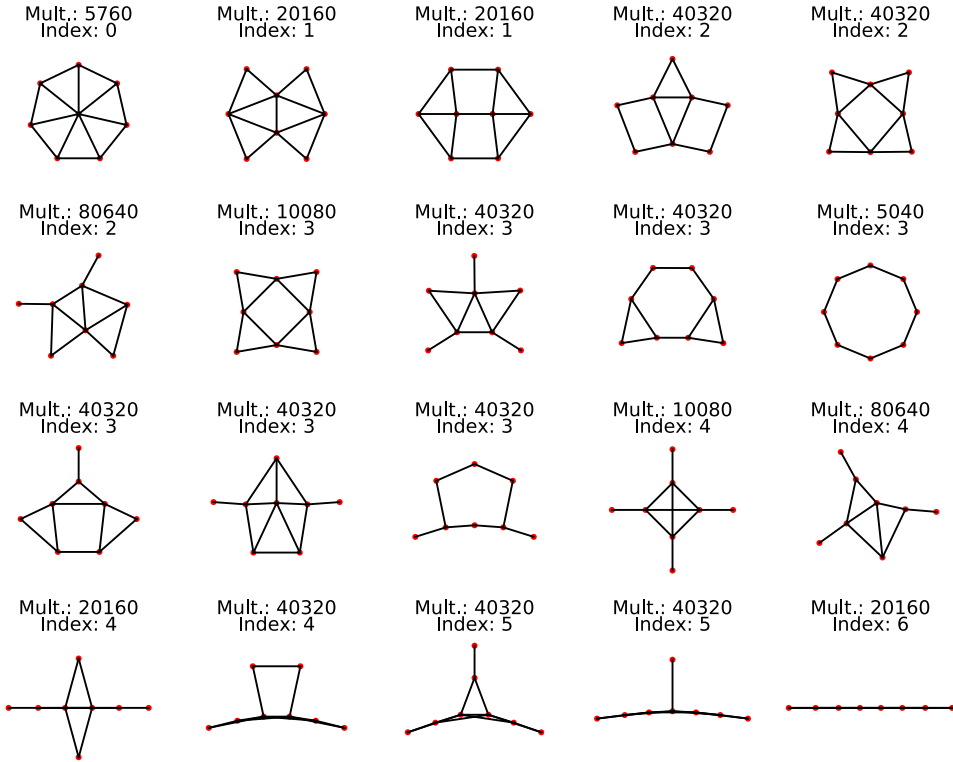 Mult.: 5760
Index: 0
Mult.: 20160
Index: 1
Mult.: 20160
Index: 1
Mult.: 40320
Index: 2
Mult.: 40320
Index: 2
Mult.: 80640
Index: 2
Mult.: 10080
Index: 3
Mult.: 40320
Index: 3
Mult.: 40320
Index: 3
Mult.: 5040
Index: 3
Mult.: 40320
Index: 3
Mult.: 40320
Index: 3
Mult.: 40320
Index: 3
Mult.: 10080
Index: 4
Mult.: 80640
Index: 4
Mult.: 20160
Index: 4
Mult.: 40320
Index: 4
Mult.: 40320
Index: 5
Mult.: 40320
Index: 5
Mult.: 20160
Index: 6